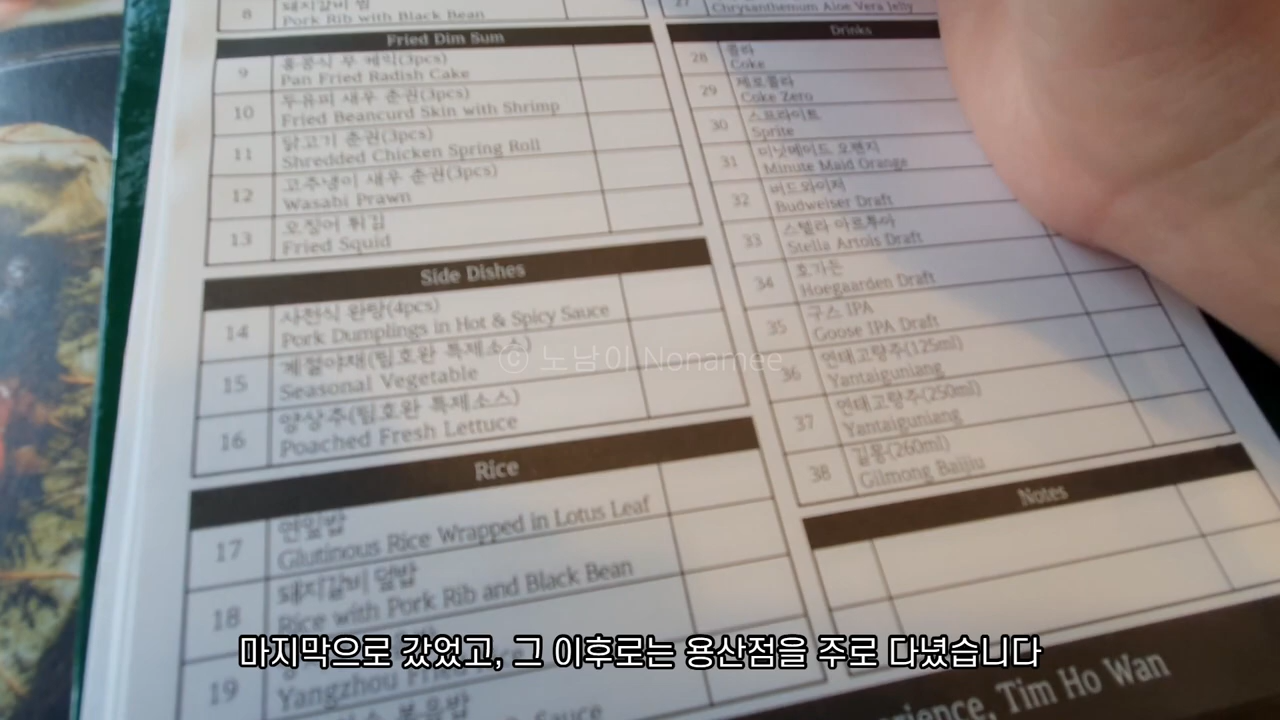 8
돼지갈비 찜
Pork Rib with Black Bean
Fried Dim Sum
9
홍콩식 무 케익(3pcs)
Pan Fried Radish Cake
10
두유피 새우 춘권(3pcs)
Fried Beancurd Skin with Shrimp
11
닭고기 춘권(3pcs)
Shredded Chicken Spring Roll
12
고추냉이 새우 춘권(3pcs)
Wasabi Prawn
13
오징어 튀김
Fried Squid
Side Dishes
14
사천식 완탕(4pcs)
Pork Dumplings in Hot & Spicy Sauce
15
계절야채(팀호완 특제소스)
Seasonal Vegetable
16
양상추(팀호완 특제소스)
Poached Fresh Lettuce
Rice
17
연잎밥
Glutinous Rice Wrapped in Lotus Leaf
18
돼지갈비 덮밥
Rice with Pork Rib and Black Bean
19
Yangzhou Fried
볶음밥
Sauce
27
Chrysanthemum Aloe Vera Jelly
Drinks
28
콜라
Coke
29
제로콜라
Coke Zero
30
스프라이트
Sprite
31
미닛메이드 오렌지
Minute Maid Orange
32
버드와이저
Budweiser Draft
33
스텔라 아르투아
Stella Artois Draft
34
호가든
Hoegaarden Draft
35
구스 IPA
Goose IPA Draft
36
연태고량주(125ml)
Yantaiguniang
37
연태고량주(250ml)
Yantaiguniang
38
길몽(260ml)
Gilmong Baijiu
Notes
Tim Ho Wan
© 노남이 Nonamee
마지막으로 갔었고, 그 이후로는 용산점을 주로 다녔습니다